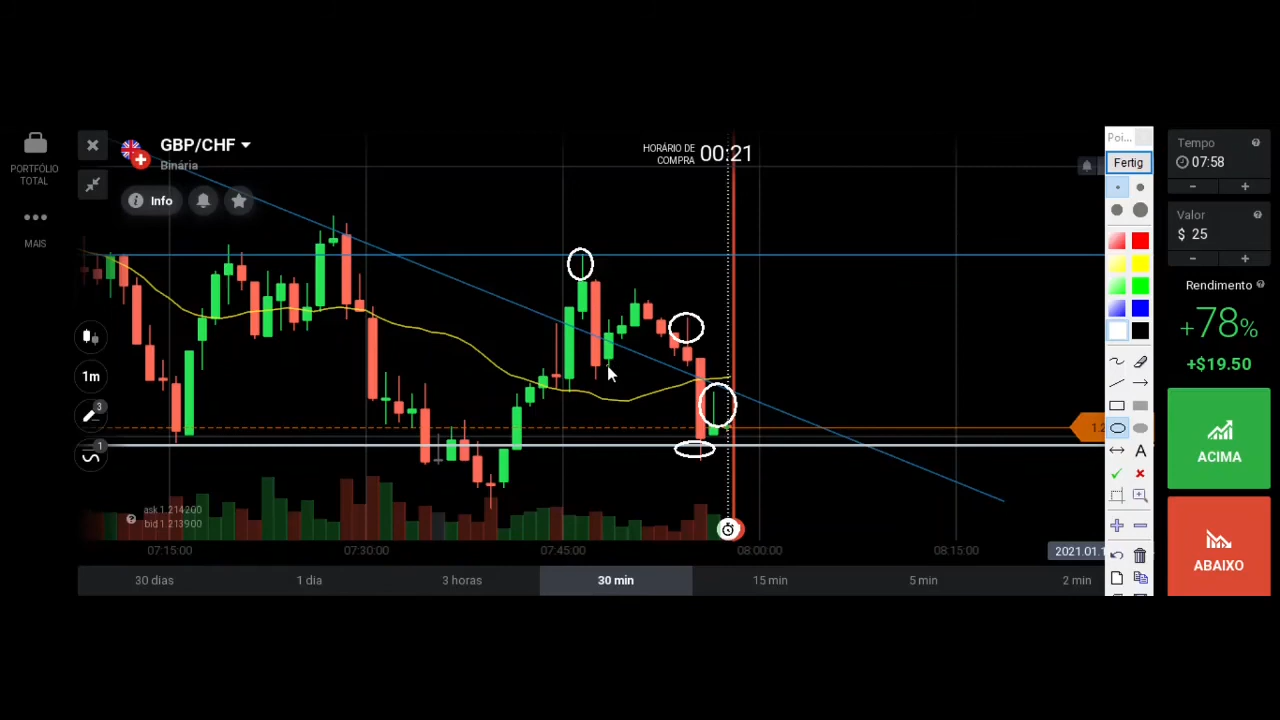 GBP/CHF
Binária
Info
PORTFÓLIO
TOTAL
MAIS
HORÁRIO DE
COMPRA
00:21
Fertig
Tempo
07:58
Valor
$ 25
Rendimento
+78%
+$19.50
ACIMA
ABAIXO
1m
3
1
ask 1.214200
bid 1.213900
07:15:00
07:30:00
07:45:00
08:00:00
08:15:00
30 dias
1 dia
3 horas
30 min
15 min
5 min
2 min
A